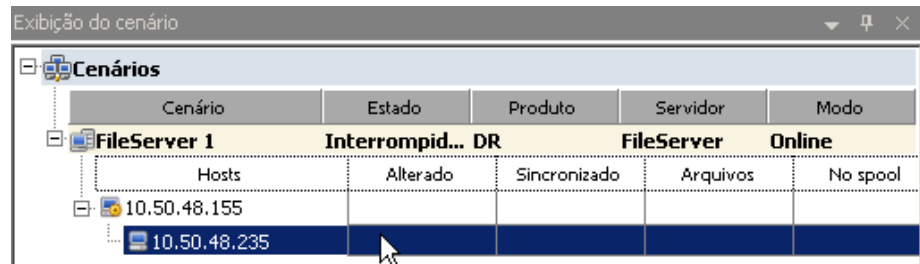 Exibição do cenário
Cenários
Cenário Estado Produto Servidor Modo
FileServer 1 Interrompid... DR FileServer Online
Hosts Alterado Sincronizado Arquivos No spool
10.50.48.155
10.50.48.235